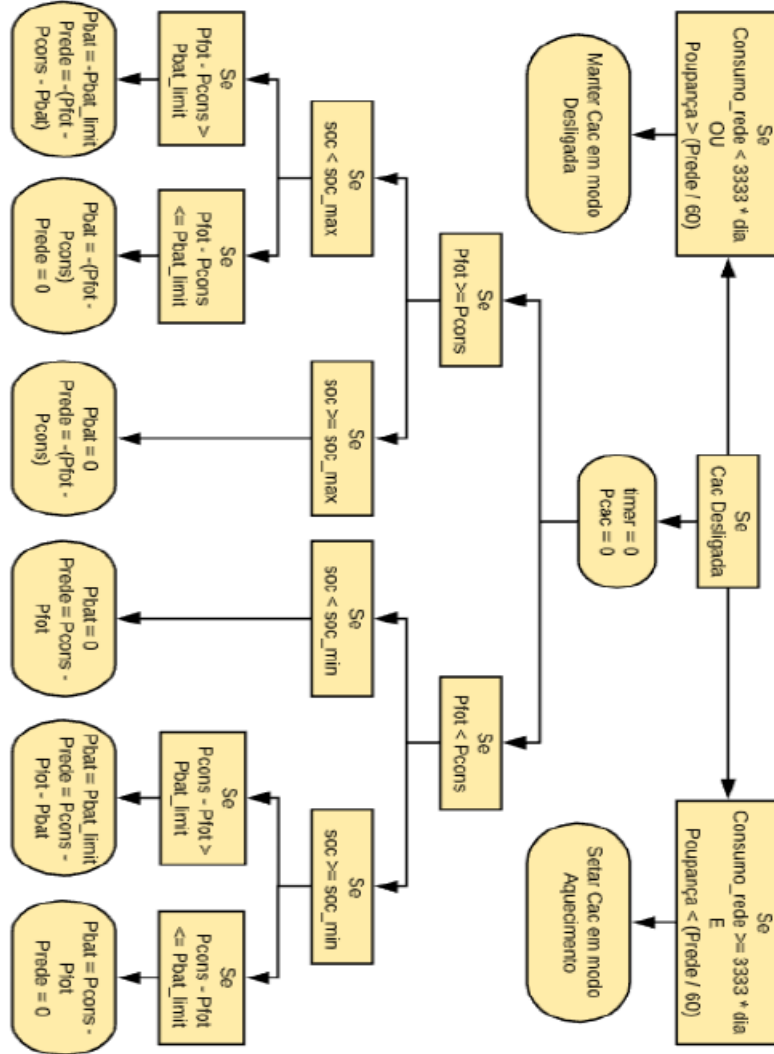 Se
Consumo_rede < 3333 * dia
OU
Poupança > (Prede / 60)
Se
Cac Desligada
Se
Consumo_rede >= 3333 * dia
E
Poupança < (Prede / 60)
Manter Cac em modo
Desligada
timer = 0
Pcac = 0
Setar Cac em modo
Aquecimento
Se
Pfot >= Pcons
Se
Pfot < Pcons
Se
soc < soc_max
Se
soc >= soc_max
Se
soc < soc_min
Se
soc >= soc_min
Se
Pfot - Pcons >
Pbat_limit
Se
Pfot - Pcons
<= Pbat_limit
Se
Pcons - Pfot >
Pbat_limit
Se
Pcons - Pfot
<= Pbat_limit
Pbat = -Pbat_limit
Prede = -(Pfot -
Pcons - Pbat)
Pbat = -(Pfot -
Pcons)
Prede = 0
Pbat = 0
Prede = -(Pfot -
Pcons)
Pbat = 0
Prede = Pcons -
Pfot
Pbat = Pbat_limit
Prede = Pcons -
Pfot - Pbat
Pbat = Pcons -
Pfot
Prede = 0